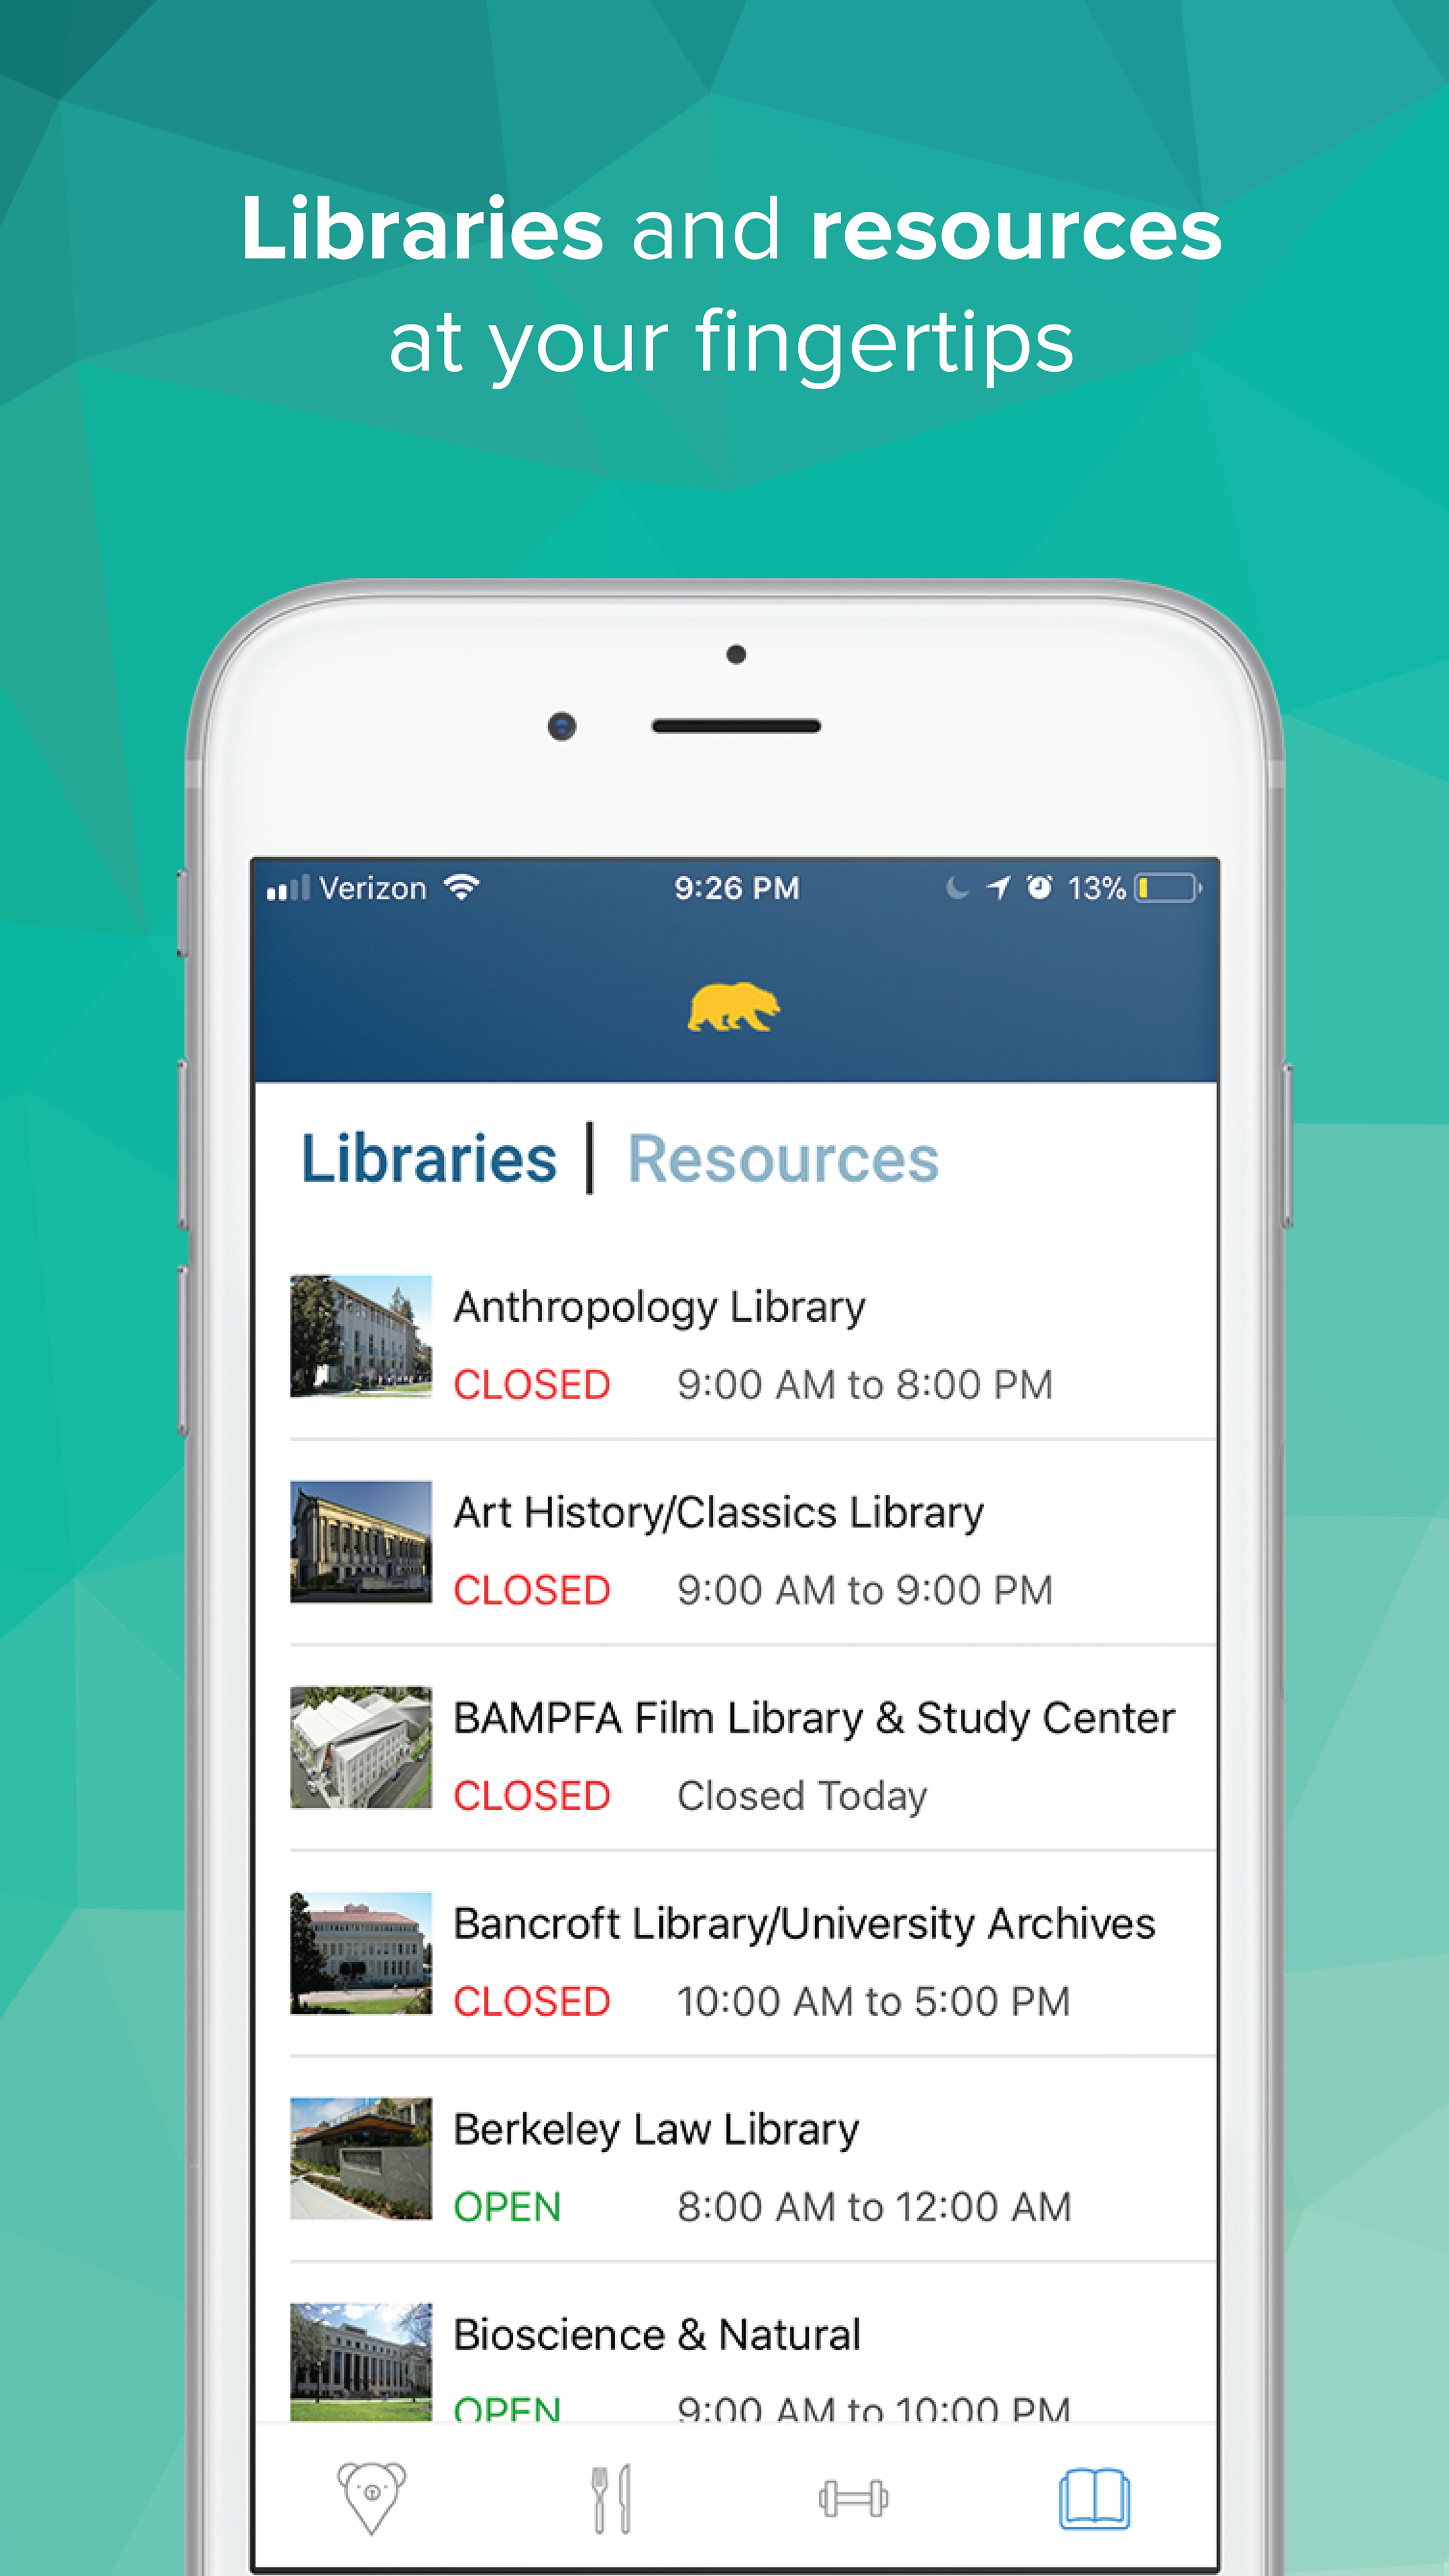 Libraries and resources
at your fingertips
Verizon 9:26 PM 13%
Libraries | Resources
Anthropology Library
CLOSED 9:00 AM to 8:00 PM
Art History/Classics Library
CLOSED 9:00 AM to 9:00 PM
BAMPFA Film Library & Study Center
CLOSED Closed Today
Bancroft Library/University Archives
CLOSED 10:00 AM to 5:00 PM
Berkeley Law Library
OPEN 8:00 AM to 12:00 AM
Bioscience & Natural
OPEN 9:00 AM to 10:00 PM